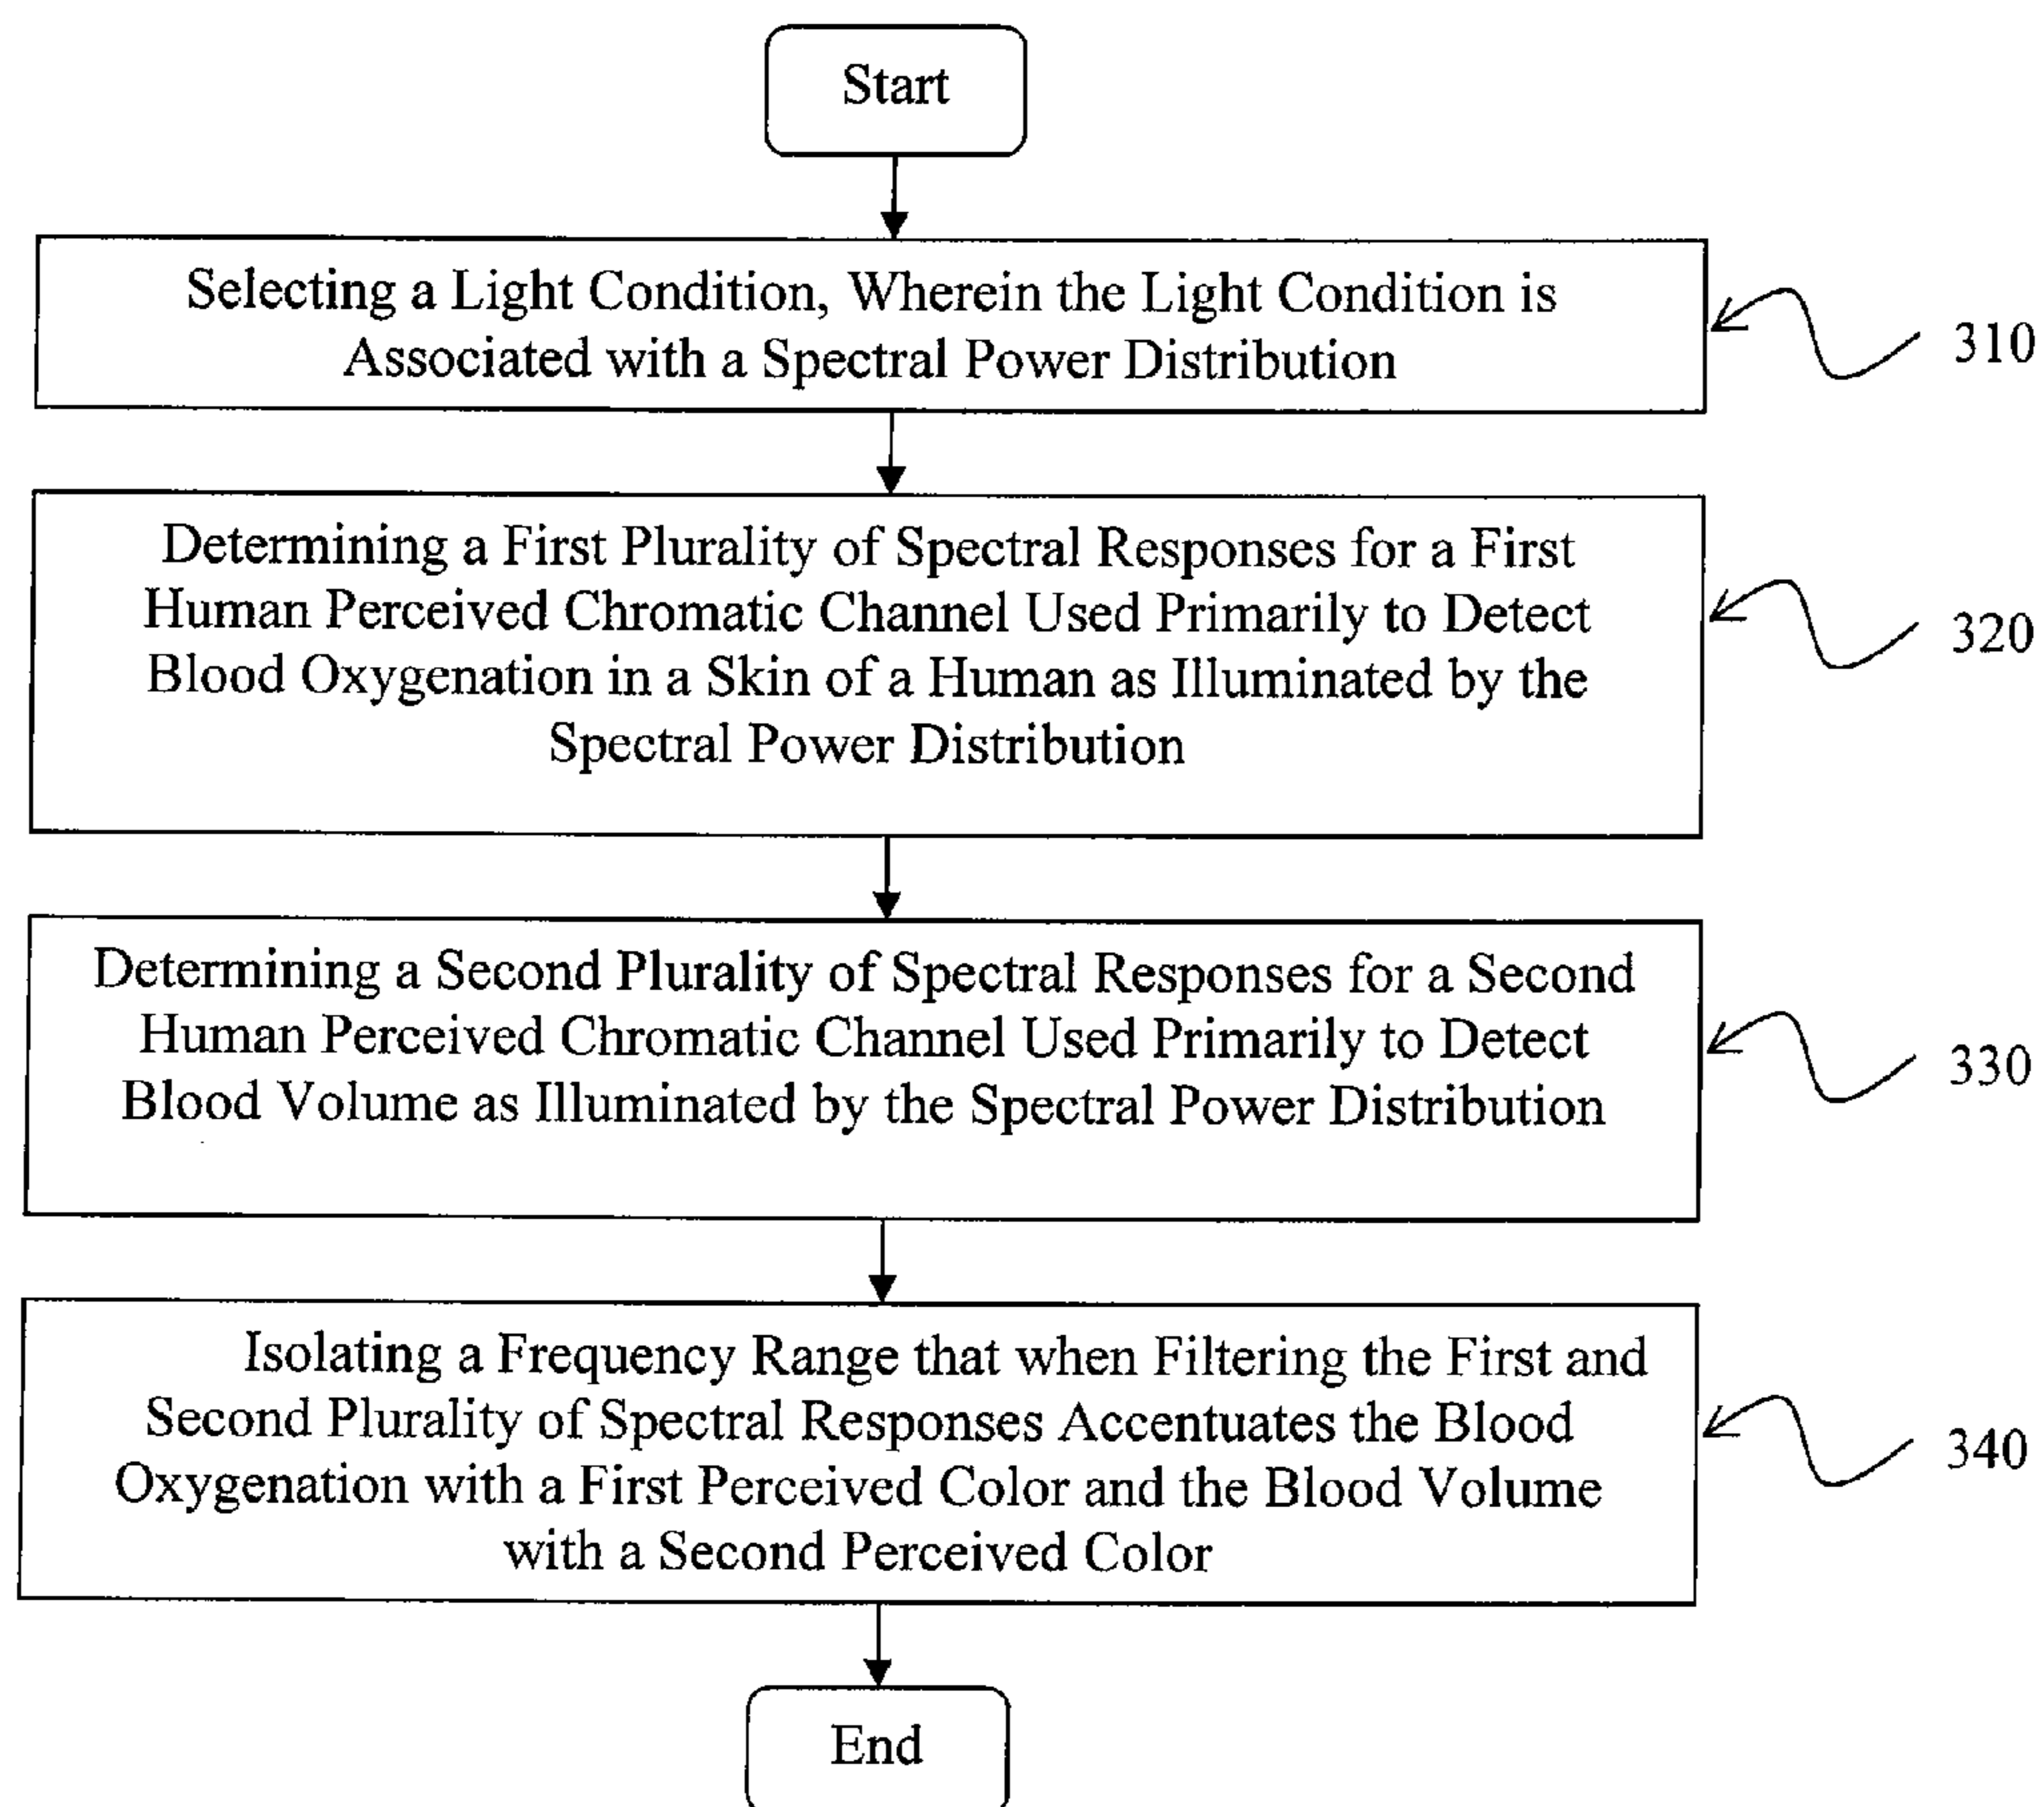 Start
Selecting a Light Condition, Wherein the Light Condition is
Associated with a Spectral Power Distribution
310
Determining a First Plurality of Spectral Responses for a First
Human Perceived Chromatic Channel Used Primarily to Detect
Blood Oxygenation in a Skin of a Human as Illuminated by the
Spectral Power Distribution
320
Determining a Second Plurality of Spectral Responses for a Second
Human Perceived Chromatic Channel Used Primarily to Detect
Blood Volume as Illuminated by the Spectral Power Distribution
330
Isolating a Frequency Range that when Filtering the First and
Second Plurality of Spectral Responses Accentuates the Blood
Oxygenation with a First Perceived Color and the Blood Volume
with a Second Perceived Color
340
End